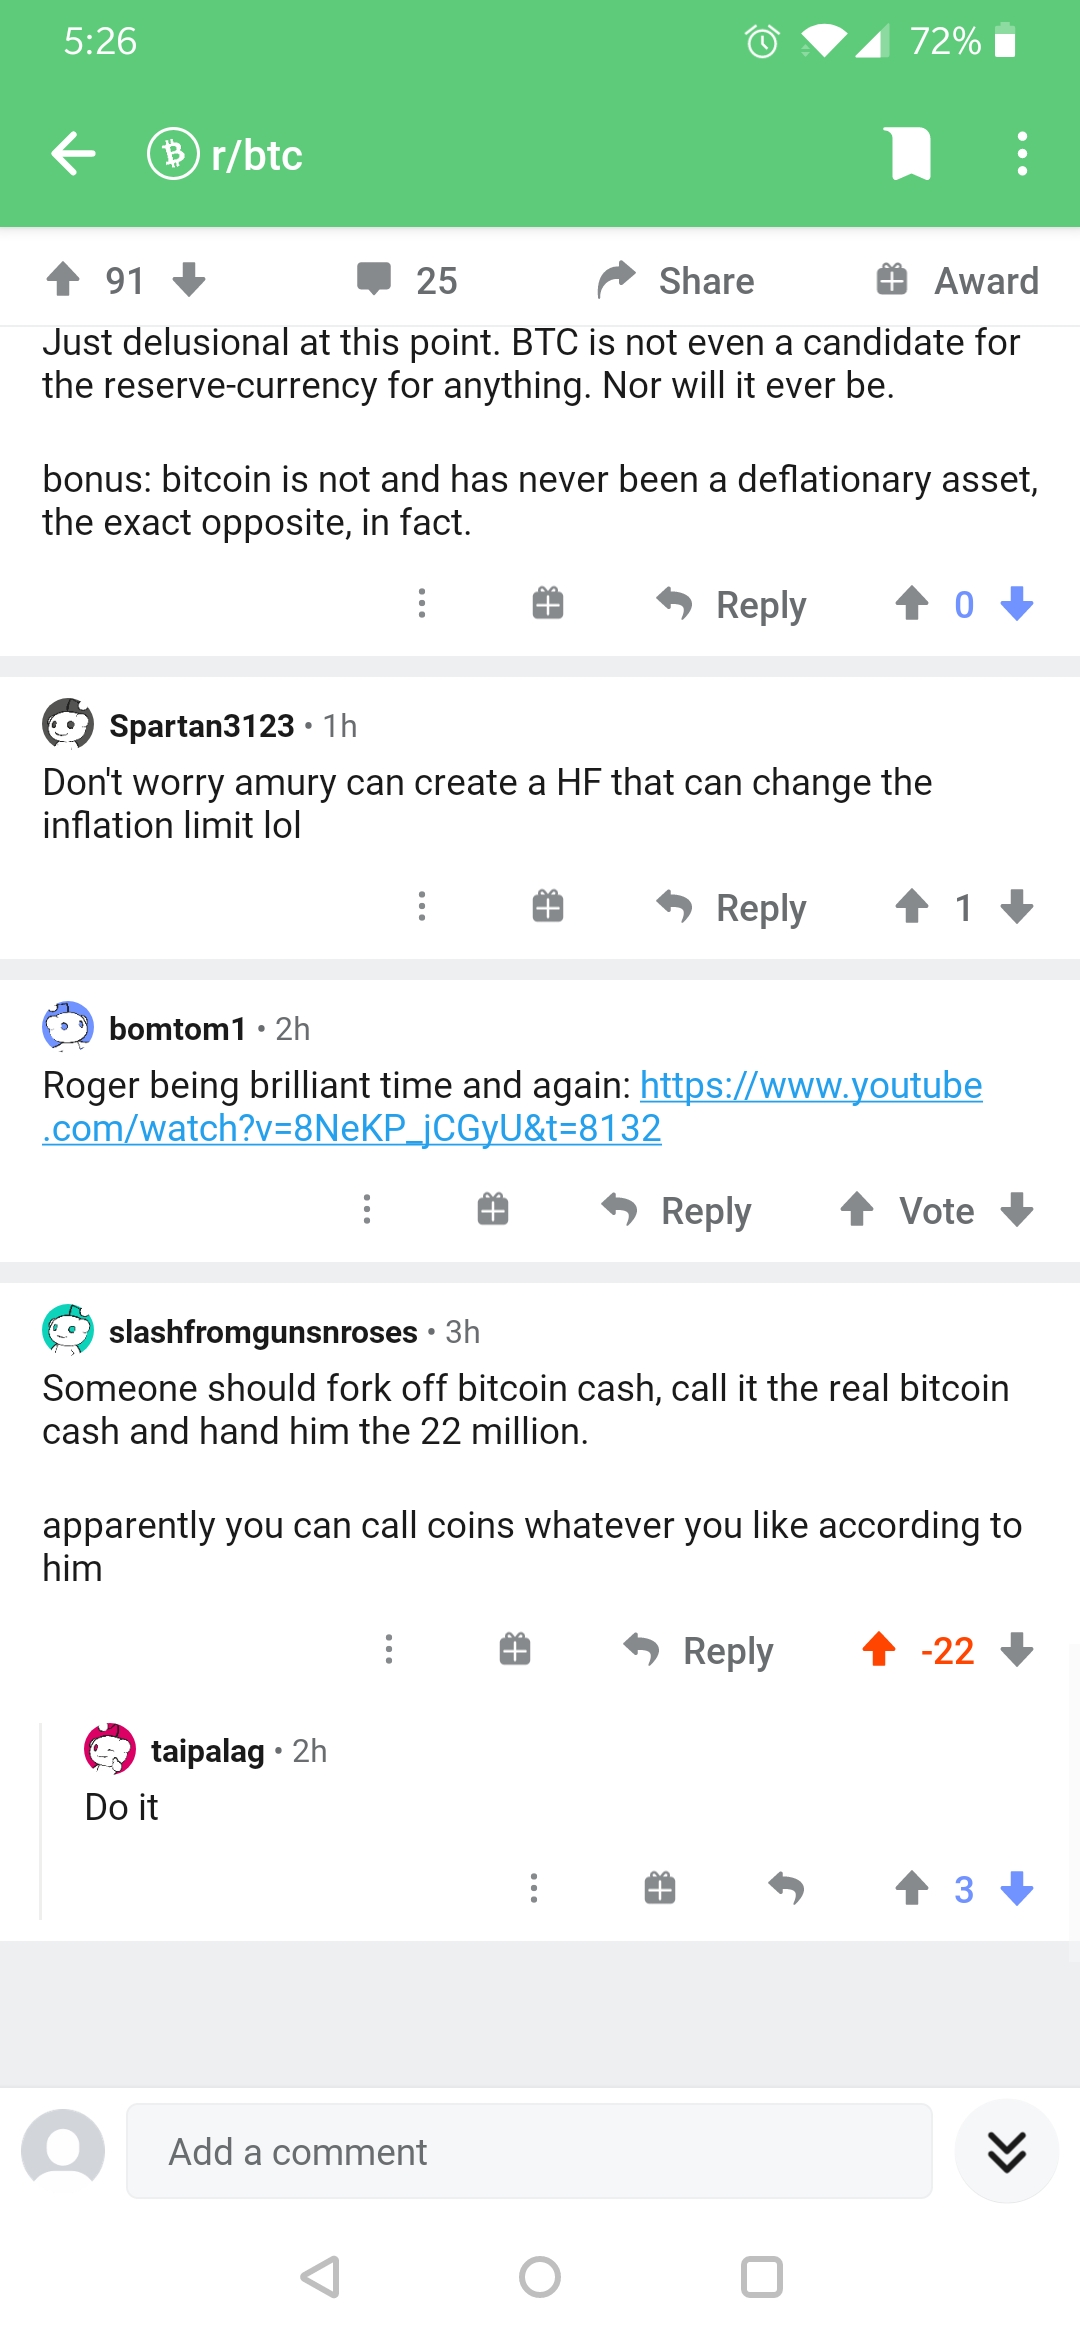 5:26
72%
r/btc
91
25
Share
Award
Just delusional at this point. BTC is not even a candidate for
the reserve-currency for anything. Nor will it ever be.
bonus: bitcoin is not and has never been a deflationary asset,
the exact opposite, in fact.
Reply
0
Spartan3123 • 1h
Don't worry amury can create a HF that can change the
inflation limit lol
Reply
1
bomtom1 • 2h
Roger being brilliant time and again: https://www.youtube
.com/watch?v=8NeKP_jCGyU&t=8132
Reply
Vote
slashfromgunsnroses • 3h
Someone should fork off bitcoin cash, call it the real bitcoin
cash and hand him the 22 million.
apparently you can call coins whatever you like according to
him
Reply
-22
taipalag • 2h
Do it
3
Add a comment